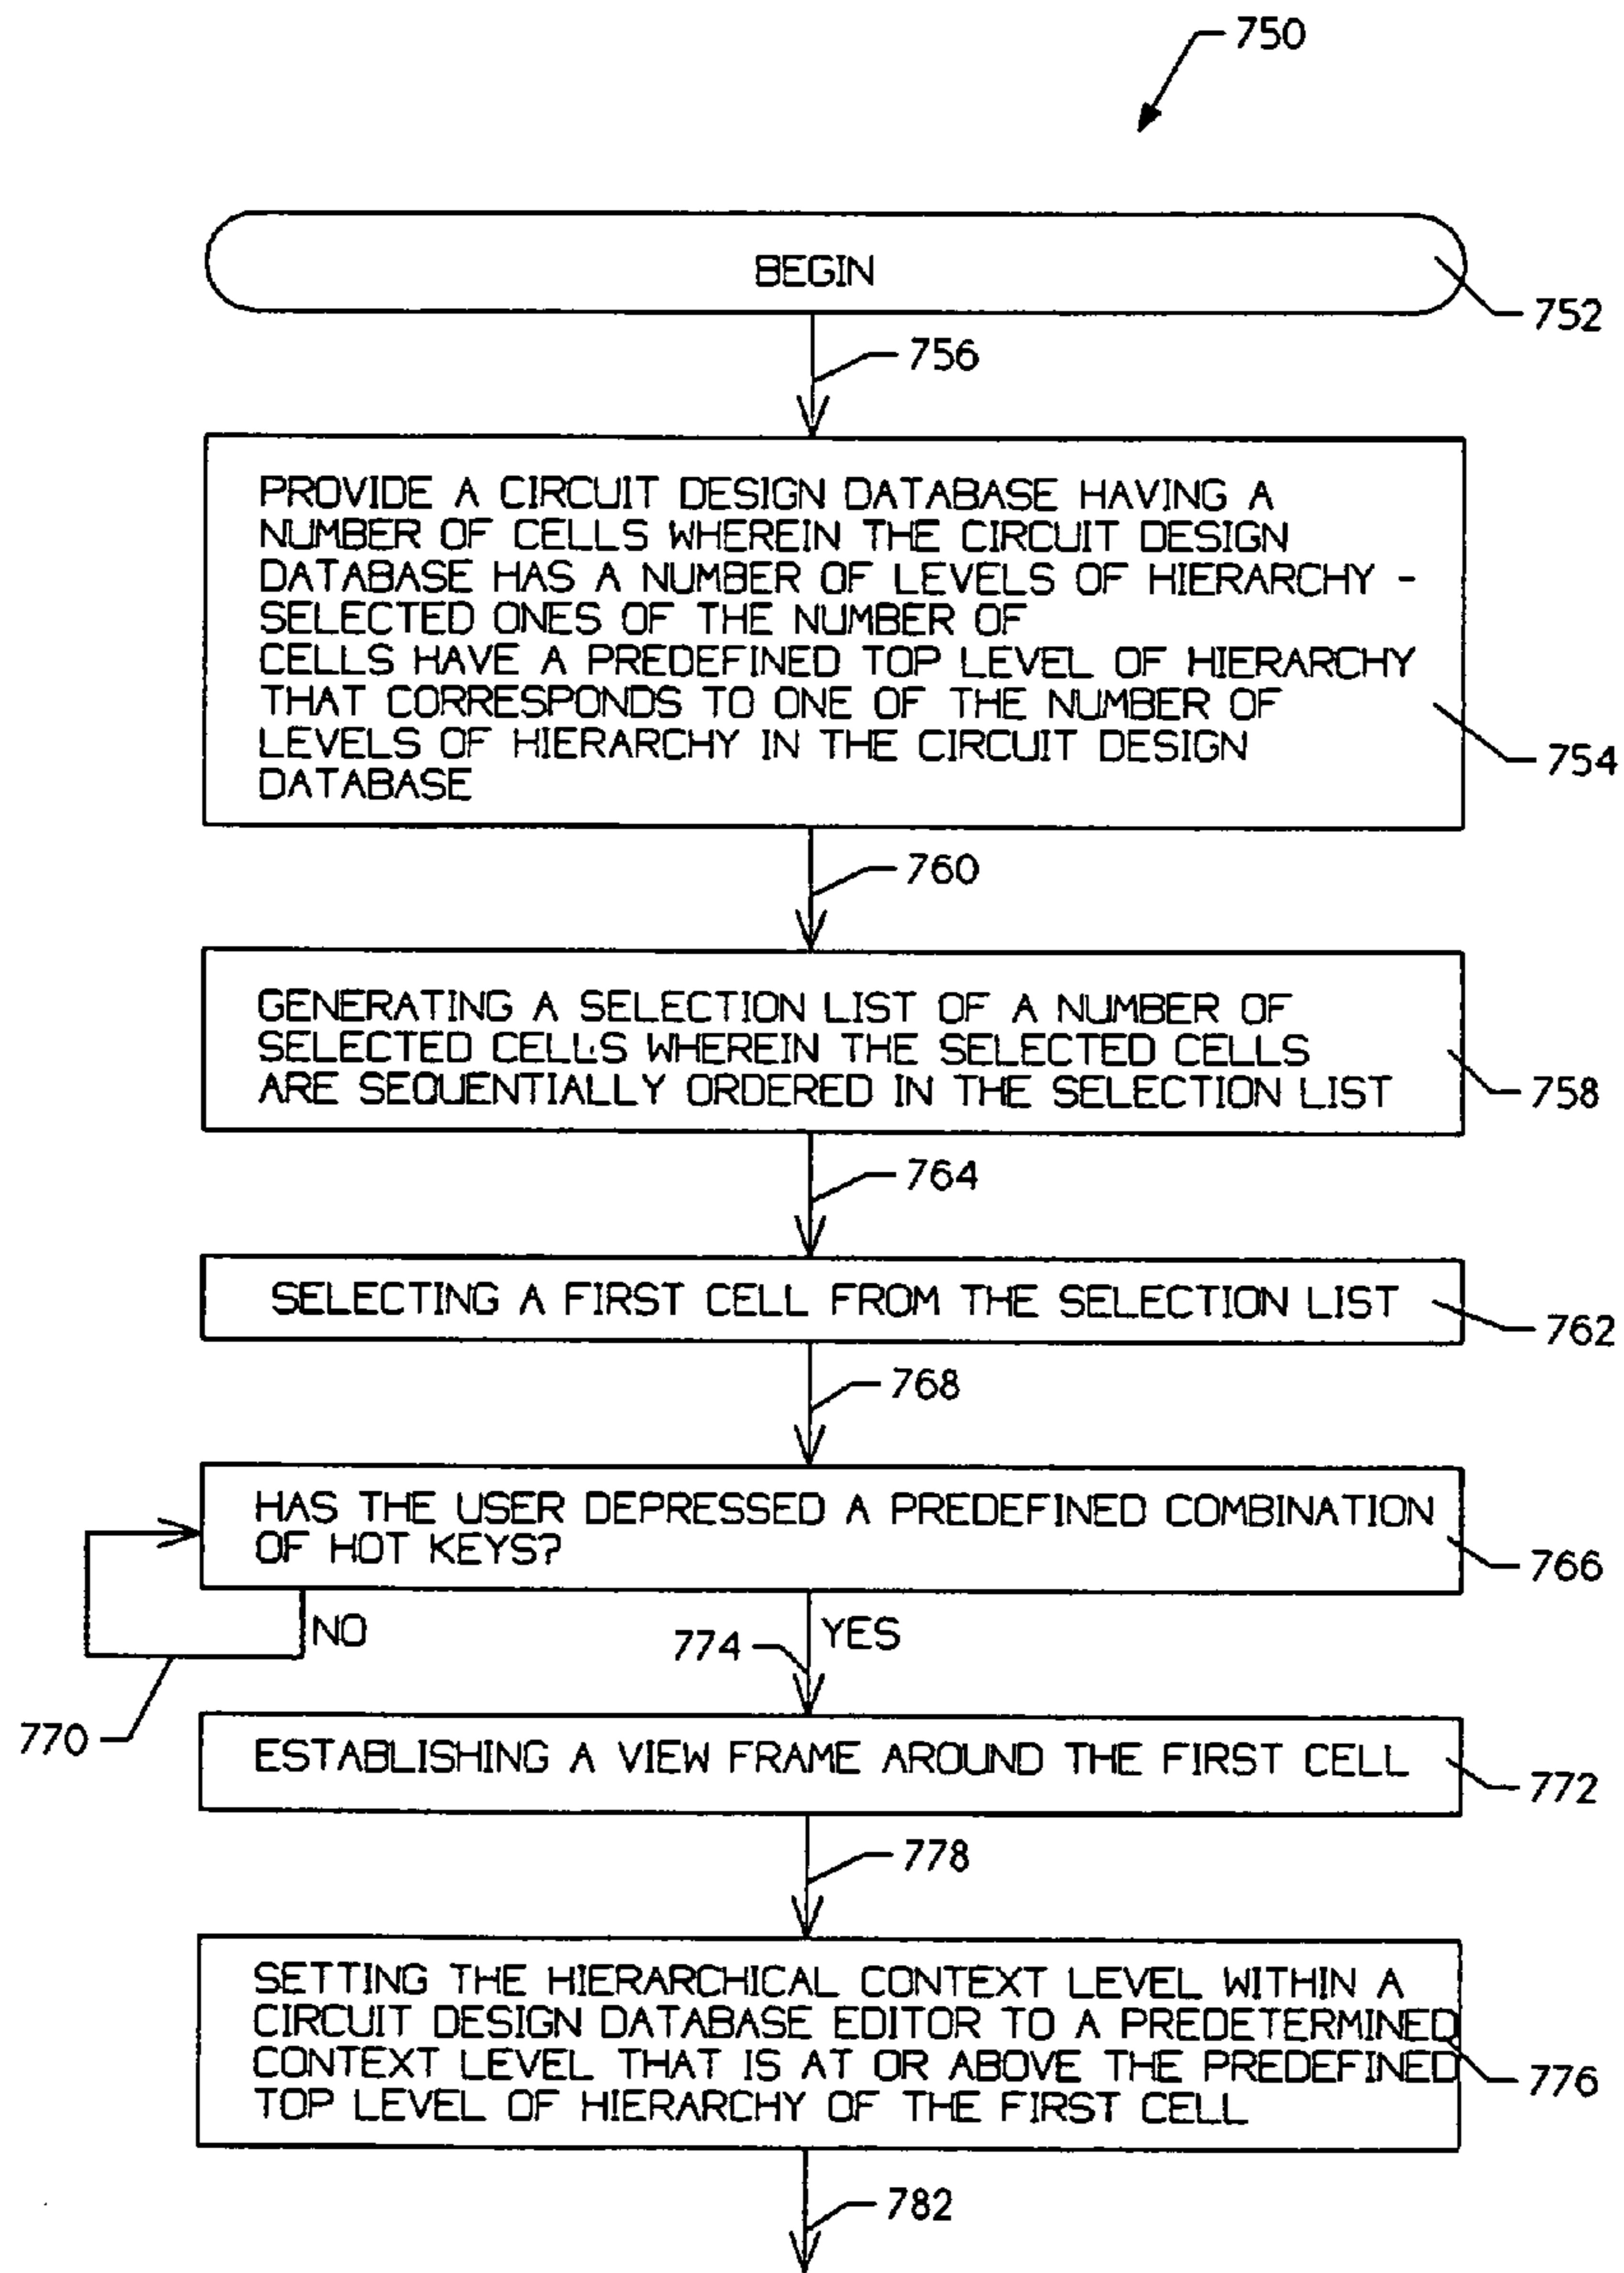 750
BEGIN
752
756
PROVIDE A CIRCUIT DESIGN DATABASE HAVING A
NUMBER OF CELLS WHEREIN THE CIRCUIT DESIGN
DATABASE HAS A NUMBER OF LEVELS OF HIERARCHY -
SELECTED ONES OF THE NUMBER OF
CELLS HAVE A PREDEFINED TOP LEVEL OF HIERARCHY
THAT CORRESPONDS TO ONE OF THE NUMBER OF
LEVELS OF HIERARCHY IN THE CIRCUIT DESIGN
DATABASE
754
760
GENERATING A SELECTION LIST OF A NUMBER OF
SELECTED CELLS WHEREIN THE SELECTED CELLS
ARE SEQUENTIALLY ORDERED IN THE SELECTION LIST
758
764
SELECTING A FIRST CELL FROM THE SELECTION LIST
762
768
HAS THE USER DEPRESSED A PREDEFINED COMBINATION
OF HOT KEYS?
766
NO
774
YES
770
ESTABLISHING A VIEW FRAME AROUND THE FIRST CELL
772
778
SETTING THE HIERARCHICAL CONTEXT LEVEL WITHIN A
CIRCUIT DESIGN DATABASE EDITOR TO A PREDETERMINED
CONTEXT LEVEL THAT IS AT OR ABOVE THE PREDEFINED
TOP LEVEL OF HIERARCHY OF THE FIRST CELL
776
782